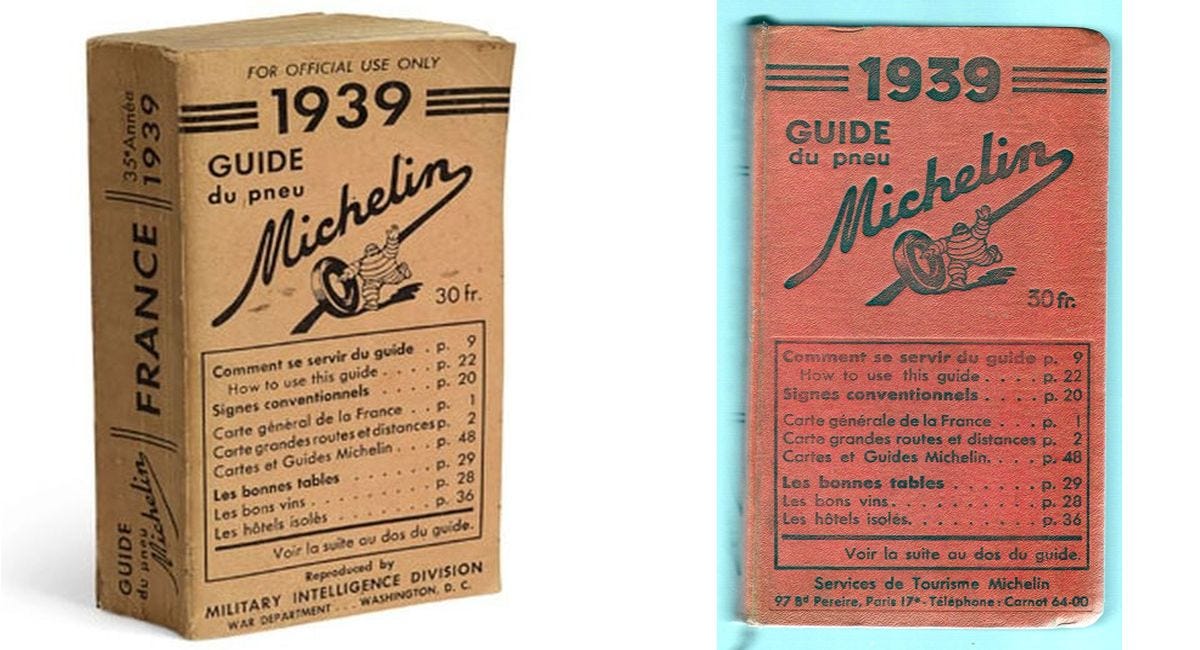 35e Année
1939
FRANCE
GUIDE
du pneu
Michelin
FOR OFFICIAL USE ONLY
1939
GUIDE
du pneu
Michelin
30 fr.
Comment se servir du guide . p. 9
How to use this guide . . . . p. 22
Signes conventionnels . . . . p. 20
Carte général de la France . . p. 1
Carte grandes routes et distances p. 2
Cartes et Guides Michelin . . . p. 48
Les bonnes tables . . . . . . p. 29
Les bons vins . . . . . . . . p. 28
Les hôtels isolés . . . . . . . p. 36
Voir la suite au dos du guide.
Reproduced by
MILITARY INTELLIGENCE DIVISION
WAR DEPARTMENT . . . WASHINGTON, D. C.
1939
GUIDE
du pneu
Michelin
30 fr.
Comment se servir du guide p. 9
How to use this guide . . . . p. 22
Signes conventionnels . . . . p. 20
Carte générale de la France . . p. 1
Carte grandes routes et distances p. 2
Cartes et Guides Michelin. . . . p. 48
Les bonnes tables . . . . . . p. 29
Les bons vins. . . . . . . . . p. 28
Les hôtels isolés. . . . . . . . p. 36
Voir la suite au dos du guide.
Services de Tourisme Michelin
97 Bd Pereire, Paris 17e - Téléphone : Carnot 64-00